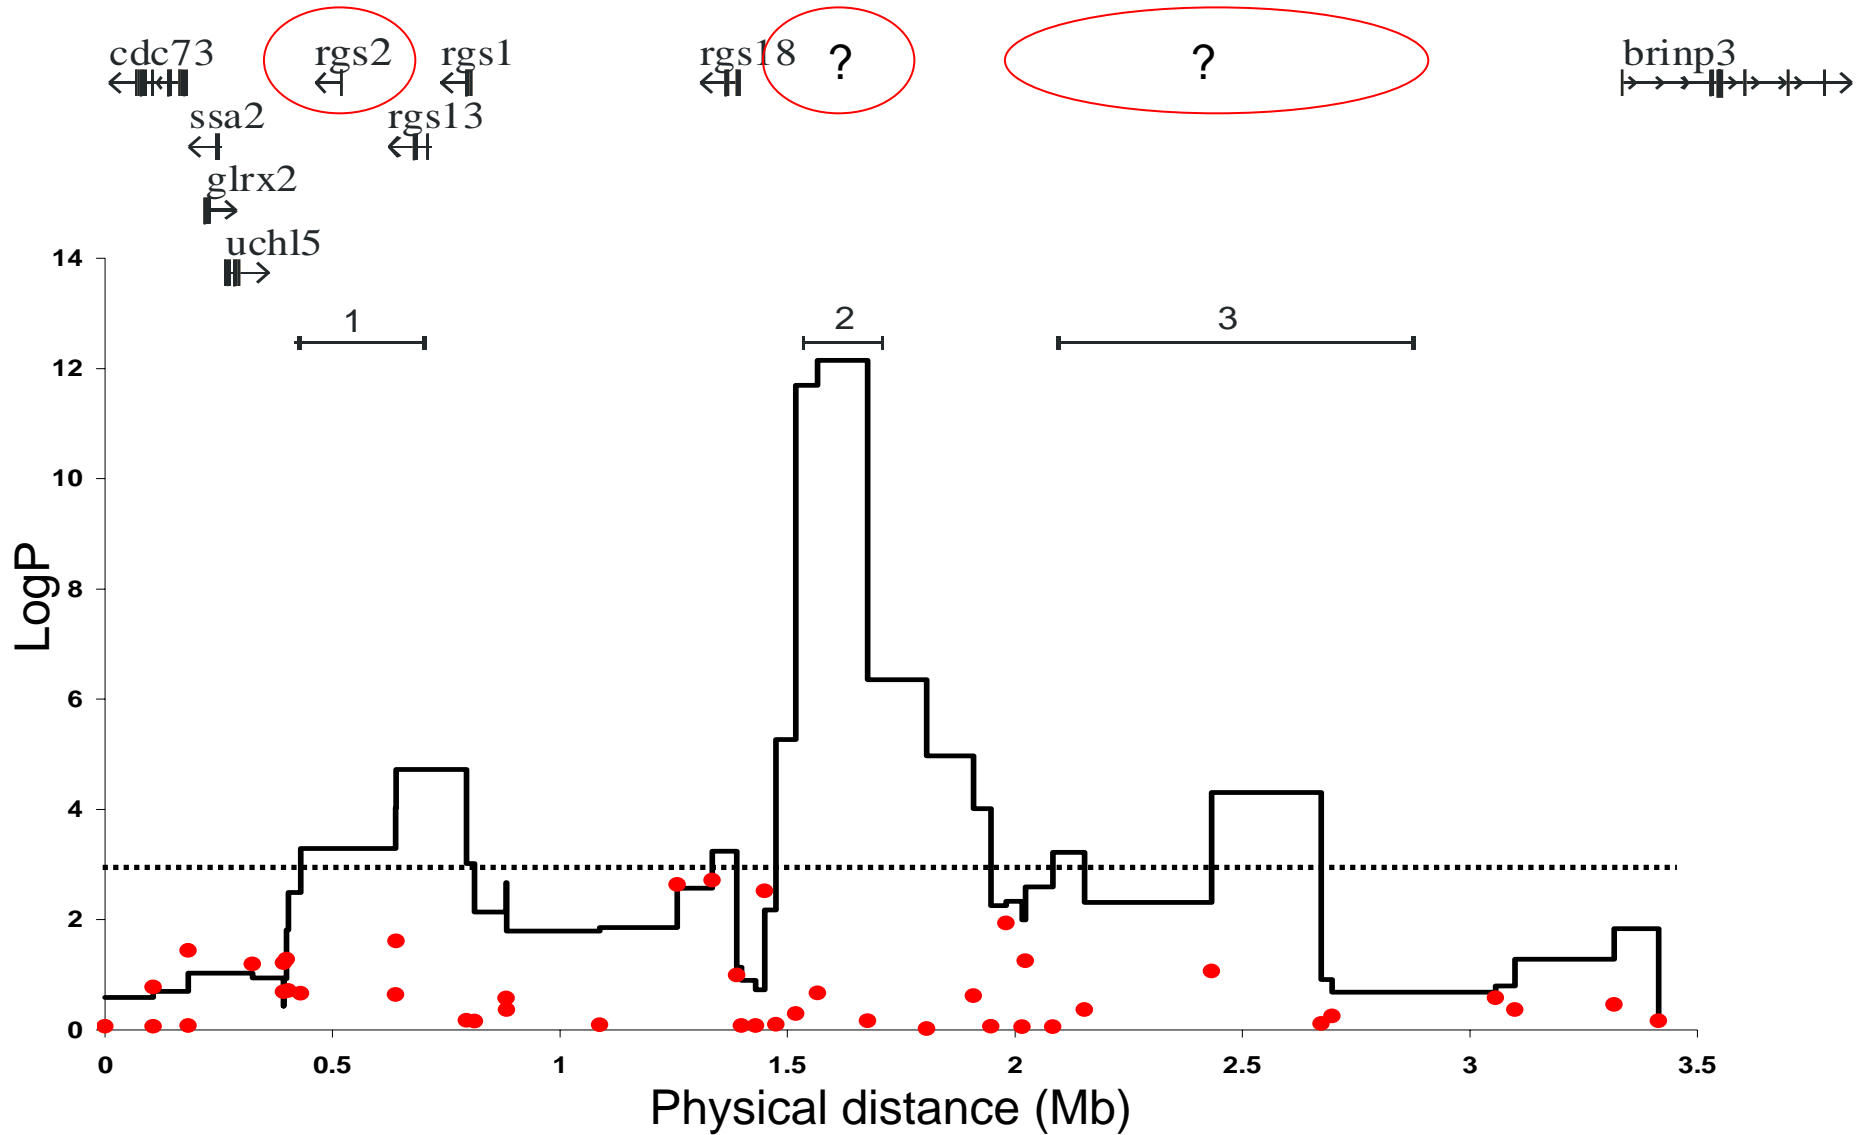 cdc73 rgs2 rgs1 rgs18 ? ? brinp3
ssa2 rgs13
glrx2
uchl5
14
1 2 3
12
10
8
6
4
2
0
LogP
0 0.5 1 1.5 2 2.5 3 3.5
Physical distance (Mb)